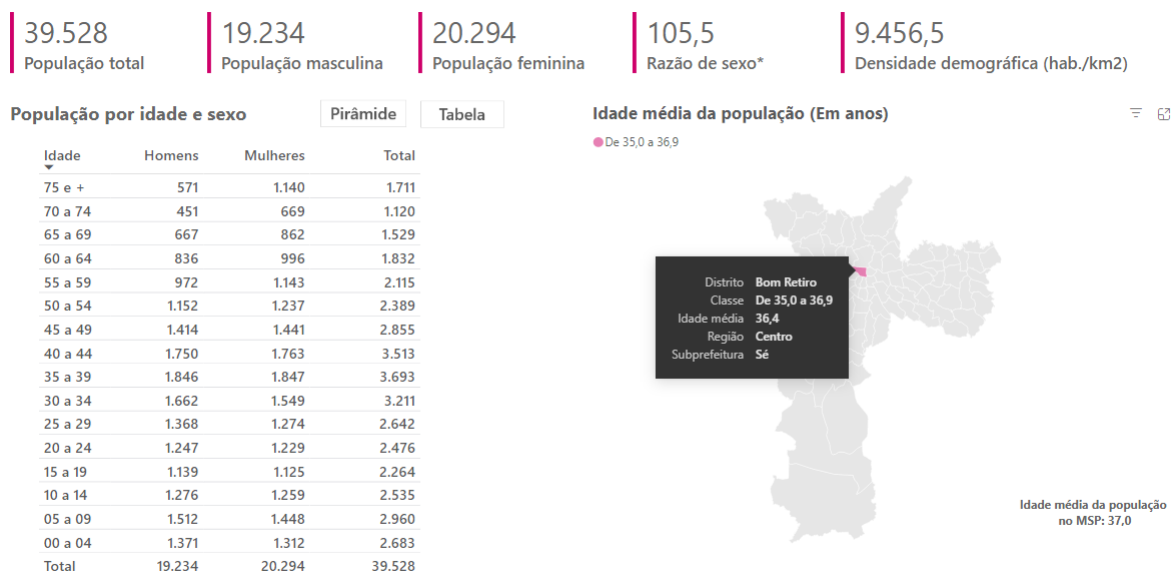 39.528 19.234 20.294 105,5 9.456,5
População total População masculina População feminina Razão de sexo* Densidade demográfica (hab./km2)
População por idade e sexo Pirâmide Tabela
Idade Homens Mulheres Total
75 e + 571 1.140 1.711
70 a 74 451 669 1.120
65 a 69 667 862 1.529
60 a 64 836 996 1.832
55 a 59 972 1.143 2.115
50 a 54 1.152 1.237 2.389
45 a 49 1.414 1.441 2.855
40 a 44 1.750 1.763 3.513
35 a 39 1.846 1.847 3.693
30 a 34 1.662 1.549 3.211
25 a 29 1.368 1.274 2.642
20 a 24 1.247 1.229 2.476
15 a 19 1.139 1.125 2.264
10 a 14 1.276 1.259 2.535
05 a 09 1.512 1.448 2.960
00 a 04 1.371 1.312 2.683
Total 19.234 20.294 39.528
Idade média da população (Em anos)
De 35,0 a 36,9
Distrito Bom Retiro
Classe De 35,0 a 36,9
Idade média 36,4
Região Centro
Subprefeitura Sé
Idade média da população
no MSP: 37,0